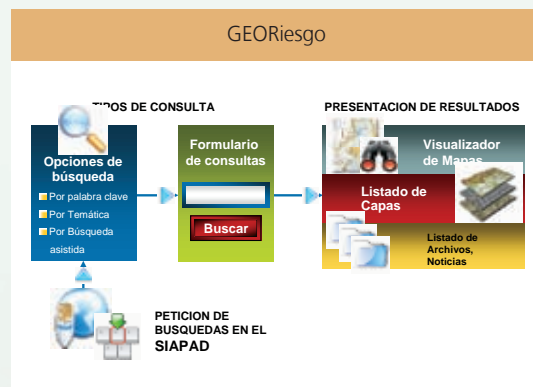 GEORiesgo
TIPOS DE CONSULTA
PRESENTACION DE RESULTADOS
Opciones de
búsqueda
Por palabra clave
Por Temática
Por Búsqueda
asistida
Formulario
de consultas
Buscar
Visualizador
de Mapas
Listado de
Capas
Listado de
Archivos,
Noticias
PETICION DE
BUSQUEDAS EN EL
SIAPAD